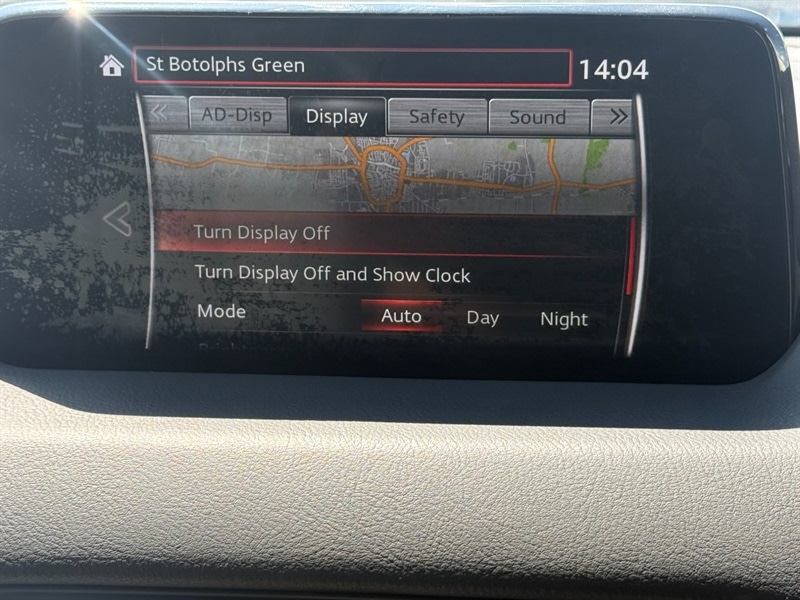 St Botolphs Green
14:04
AD-Disp Display Safety Sound
Turn Display Off
Turn Display Off and Show Clock
Mode Auto Day Night